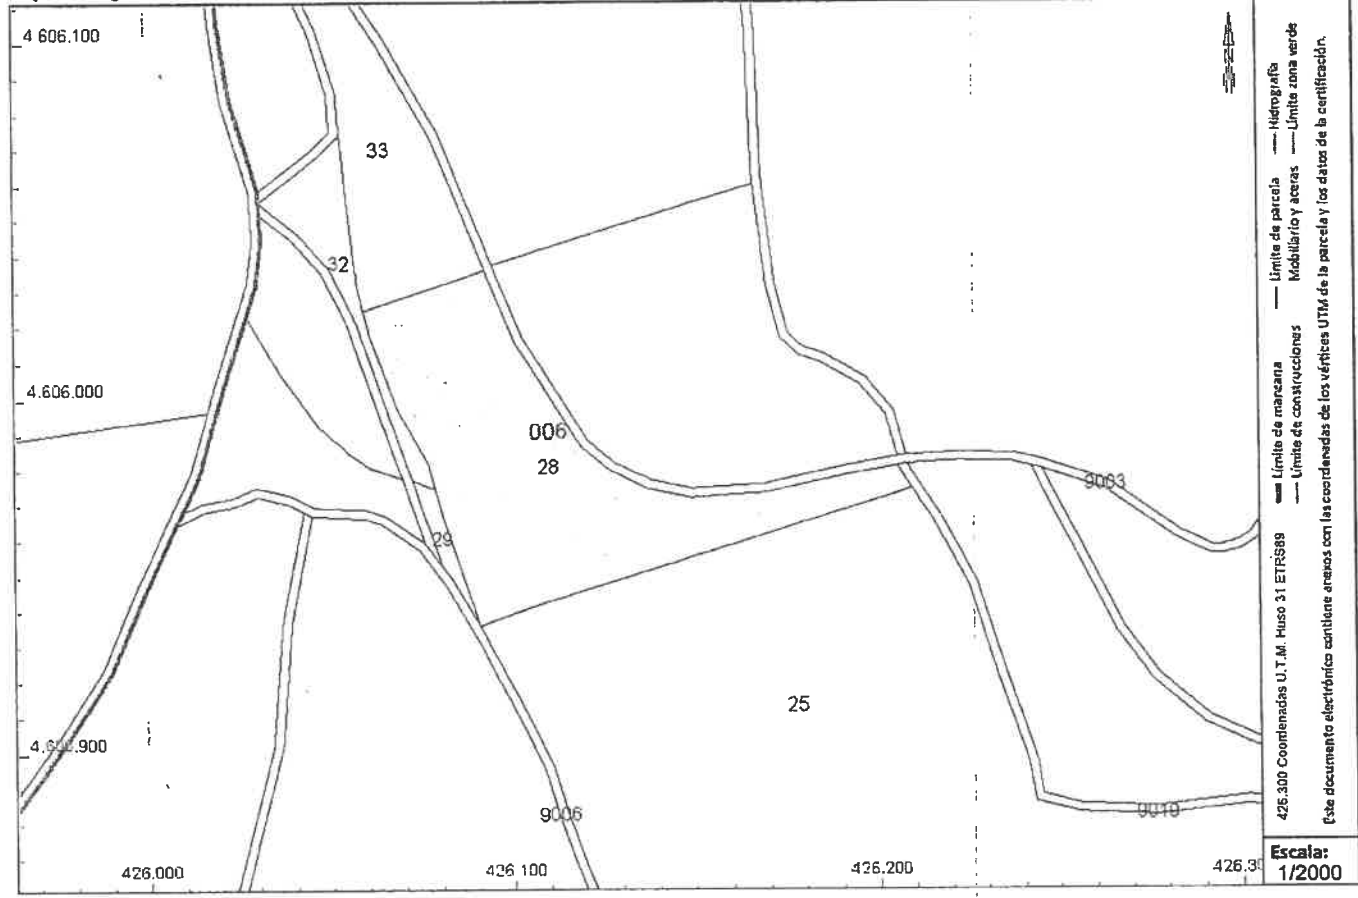 4 606.100
33
32
4.606.000
006
28
9003
29
25
9006
9010
426.000
426 100
426.200
426.3
425.300 Coordenadas U.T.M. Huso 31 ETRS89
Límite de manzana
Límite de parcela
Hidrografía
Límite de construcciones
Mobiliario y aceras
Límite zona verde
Este documento electrónico contiene anexos con las coordenadas de los vértices UTM de la parcela y los datos de la certificación.
Escala:
1/2000